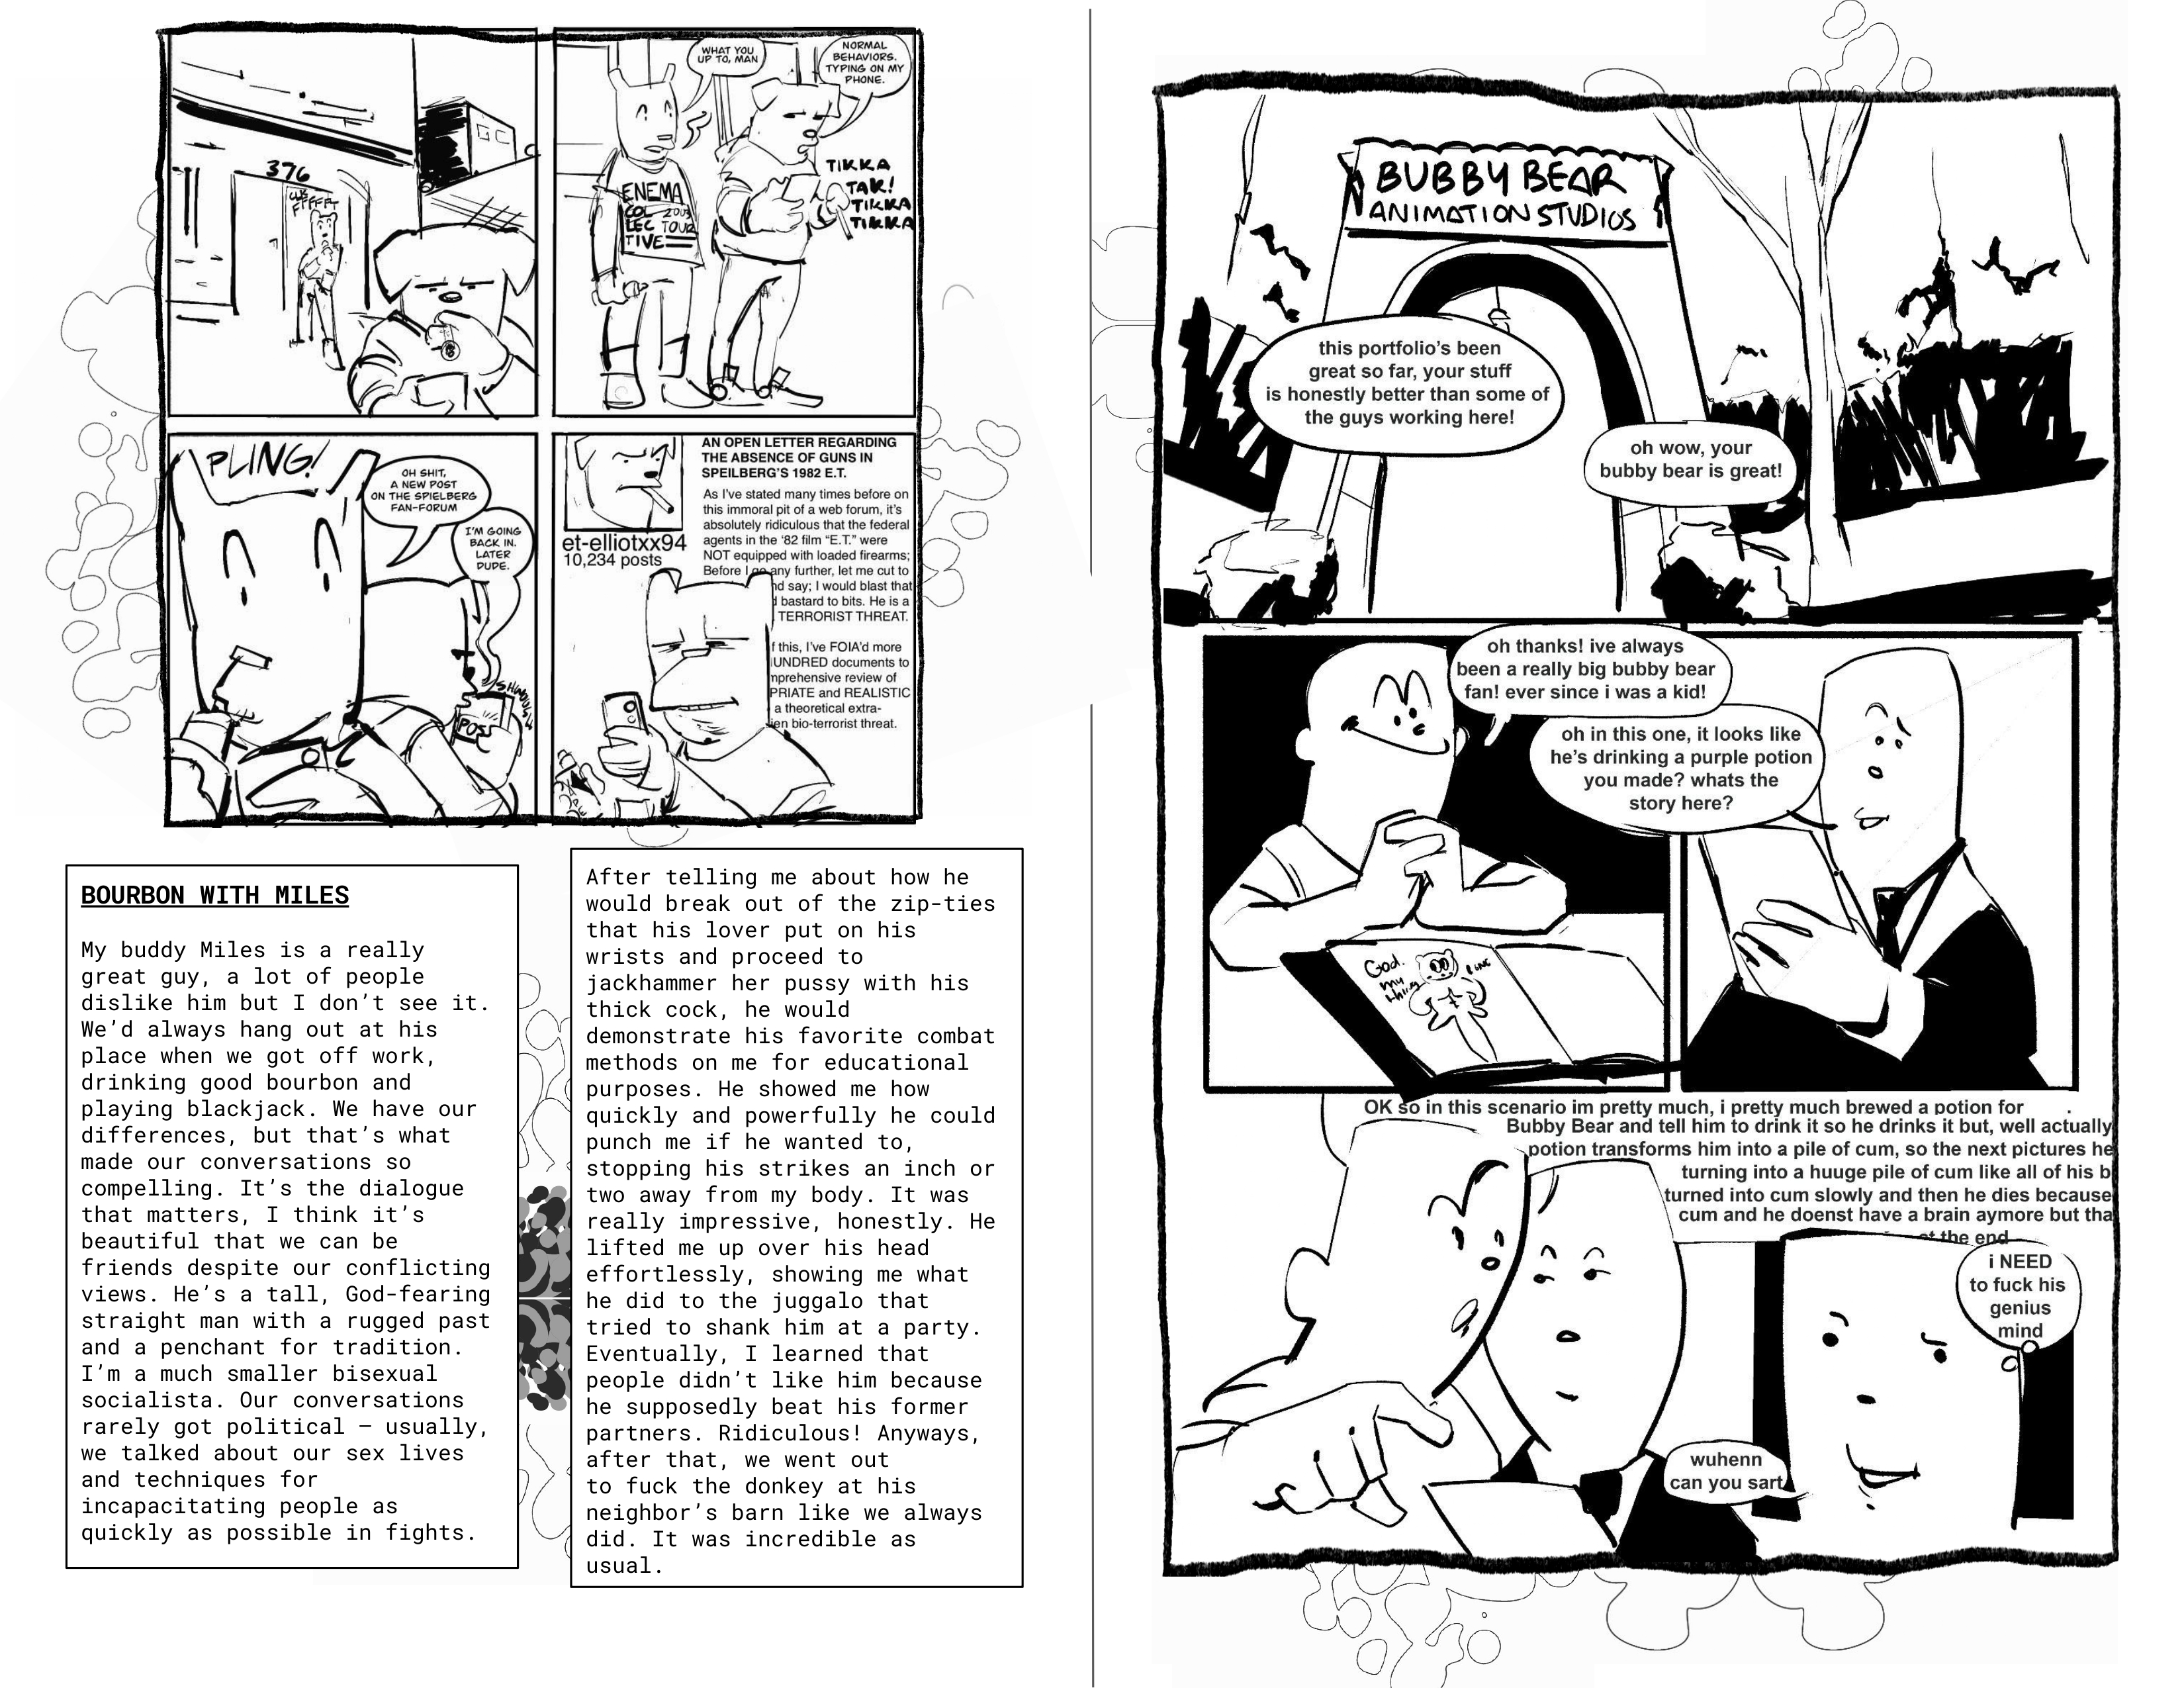 376
WHAT YOU
UP TO, MAN
NORMAL
BEHAVIORS.
TYPING ON MY
PHONE.
ENEMA
COL 2003
LEC TOUR
TIVE
TIKKA
TAK!
TIKKA
TIKKA
PLING!
OH SHIT,
A NEW POST
ON THE SPIELBERG
FAN-FORUM
I'M GOING
BACK IN.
LATER
DUDE.
POST
AN OPEN LETTER REGARDING
THE ABSENCE OF GUNS IN
SPEILBERG'S 1982 E.T.
As I've stated many times before on
this immoral pit of a web forum, it's
absolutely ridiculous that the federal
agents in the '82 film "E.T." were
NOT equipped with loaded firearms;
Before I go any further, let me cut to
nd say; I would blast that
d bastard to bits. He is a
TERRORIST THREAT.
f this, I've FOIA'd more
UNDRED documents to
mprehensive review of
PRIATE and REALISTIC
a theoretical extra-
ien bio-terrorist threat.
et-elliotxx94
10,234 posts
BOURBON WITH MILES
My buddy Miles is a really
great guy, a lot of people
dislike him but I don't see it.
We'd always hang out at his
place when we got off work,
drinking good bourbon and
playing blackjack. We have our
differences, but that's what
made our conversations so
compelling. It's the dialogue
that matters, I think it's
beautiful that we can be
friends despite our conflicting
views. He's a tall, God-fearing
straight man with a rugged past
and a penchant for tradition.
I'm a much smaller bisexual
socialista. Our conversations
rarely got political – usually,
we talked about our sex lives
and techniques for
incapacitating people as
quickly as possible in fights.
After telling me about how he
would break out of the zip-ties
that his lover put on his
wrists and proceed to
jackhammer her pussy with his
thick cock, he would
demonstrate his favorite combat
methods on me for educational
purposes. He showed me how
quickly and powerfully he could
punch me if he wanted to,
stopping his strikes an inch or
two away from my body. It was
really impressive, honestly. He
lifted me up over his head
effortlessly, showing me what
he did to the juggalo that
tried to shank him at a party.
Eventually, I learned that
people didn't like him because
he supposedly beat his former
partners. Ridiculous! Anyways,
after that, we went out
to fuck the donkey at his
neighbor's barn like we always
did. It was incredible as
usual.
BUBBY BEAR
ANIMATION STUDIOS
this portfolio's been
great so far, your stuff
is honestly better than some of
the guys working here!
oh wow, your
bubby bear is great!
oh thanks! ive always
been a really big bubby bear
fan! ever since i was a kid!
oh in this one, it looks like
he's drinking a purple potion
you made? whats the
story here?
God.
my
OK so in this scenario im pretty much, i pretty much brewed a potion for
Bubby Bear and tell him to drink it so he drinks it but, well actually
potion transforms him into a pile of cum, so the next pictures he
turning into a huuge pile of cum like all of his b
turned into cum slowly and then he dies because
cum and he doenst have a brain aymore but tha
the end
i NEED
to fuck his
genius
mind
wuhenn
can you sart